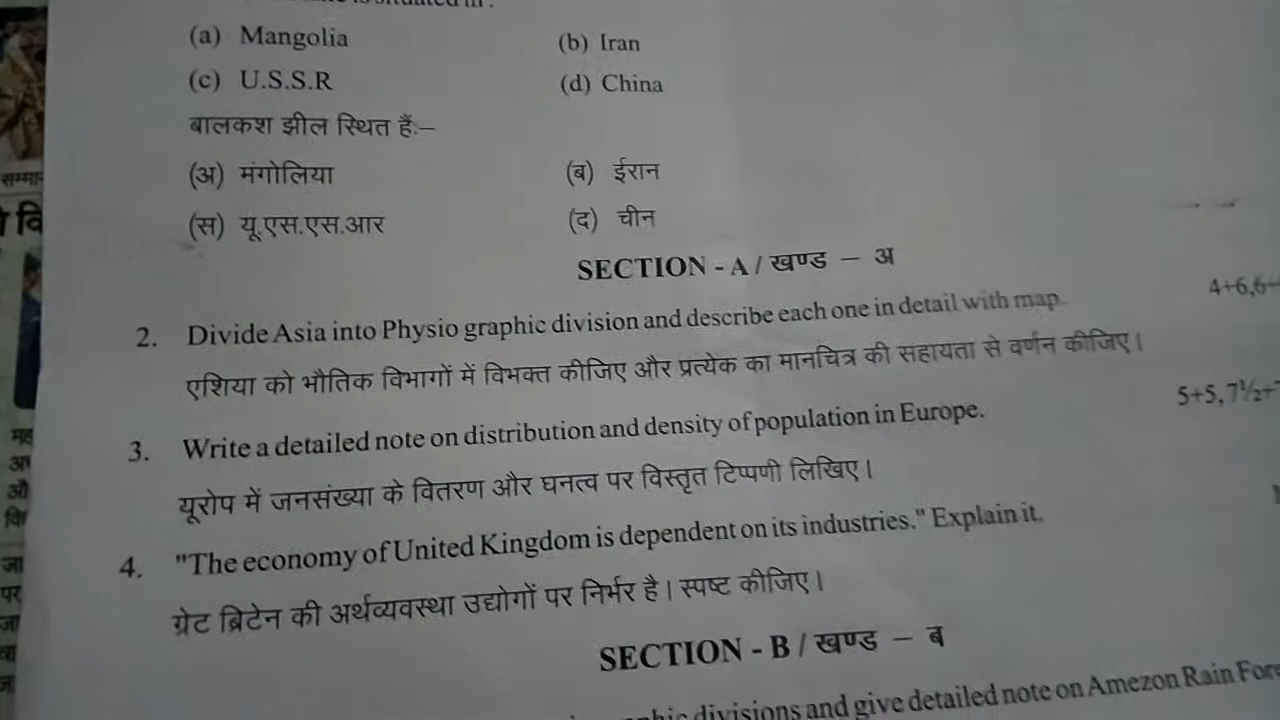 (a) Mangolia (b) Iran
(c) U.S.S.R (d) China
बालकश झील स्थित हैं:–
(अ) मंगोलिया (ब) ईरान
(स) यू.एस.एस.आर (द) चीन
SECTION - A / खण्ड – अ
2. Divide Asia into Physio graphic division and describe each one in detail with map. 4+6,6+
एशिया को भौतिक विभागों में विभक्त कीजिए और प्रत्येक का मानचित्र की सहायता से वर्णन कीजिए।
3. Write a detailed note on distribution and density of population in Europe. 5+5, 7½+
यूरोप में जनसंख्या के वितरण और घनत्व पर विस्तृत टिप्पणी लिखिए।
4. "The economy of United Kingdom is dependent on its industries." Explain it.
ग्रेट ब्रिटेन की अर्थव्यवस्था उद्योगों पर निर्भर है। स्पष्ट कीजिए।
SECTION - B / खण्ड – ब
divisions and give detailed note on Amezon Rain